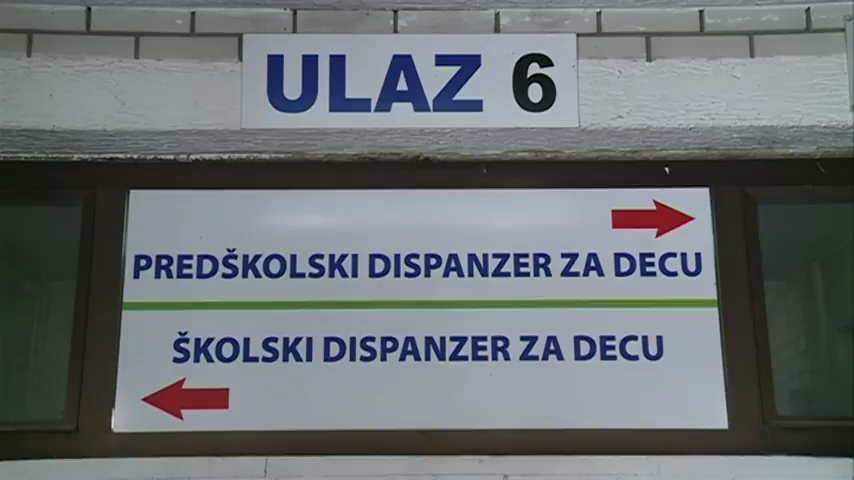 ULAZ 6
PREDŠKOLSKI DISPANZER ZA DECU
ŠKOLSKI DISPANZER ZA DECU